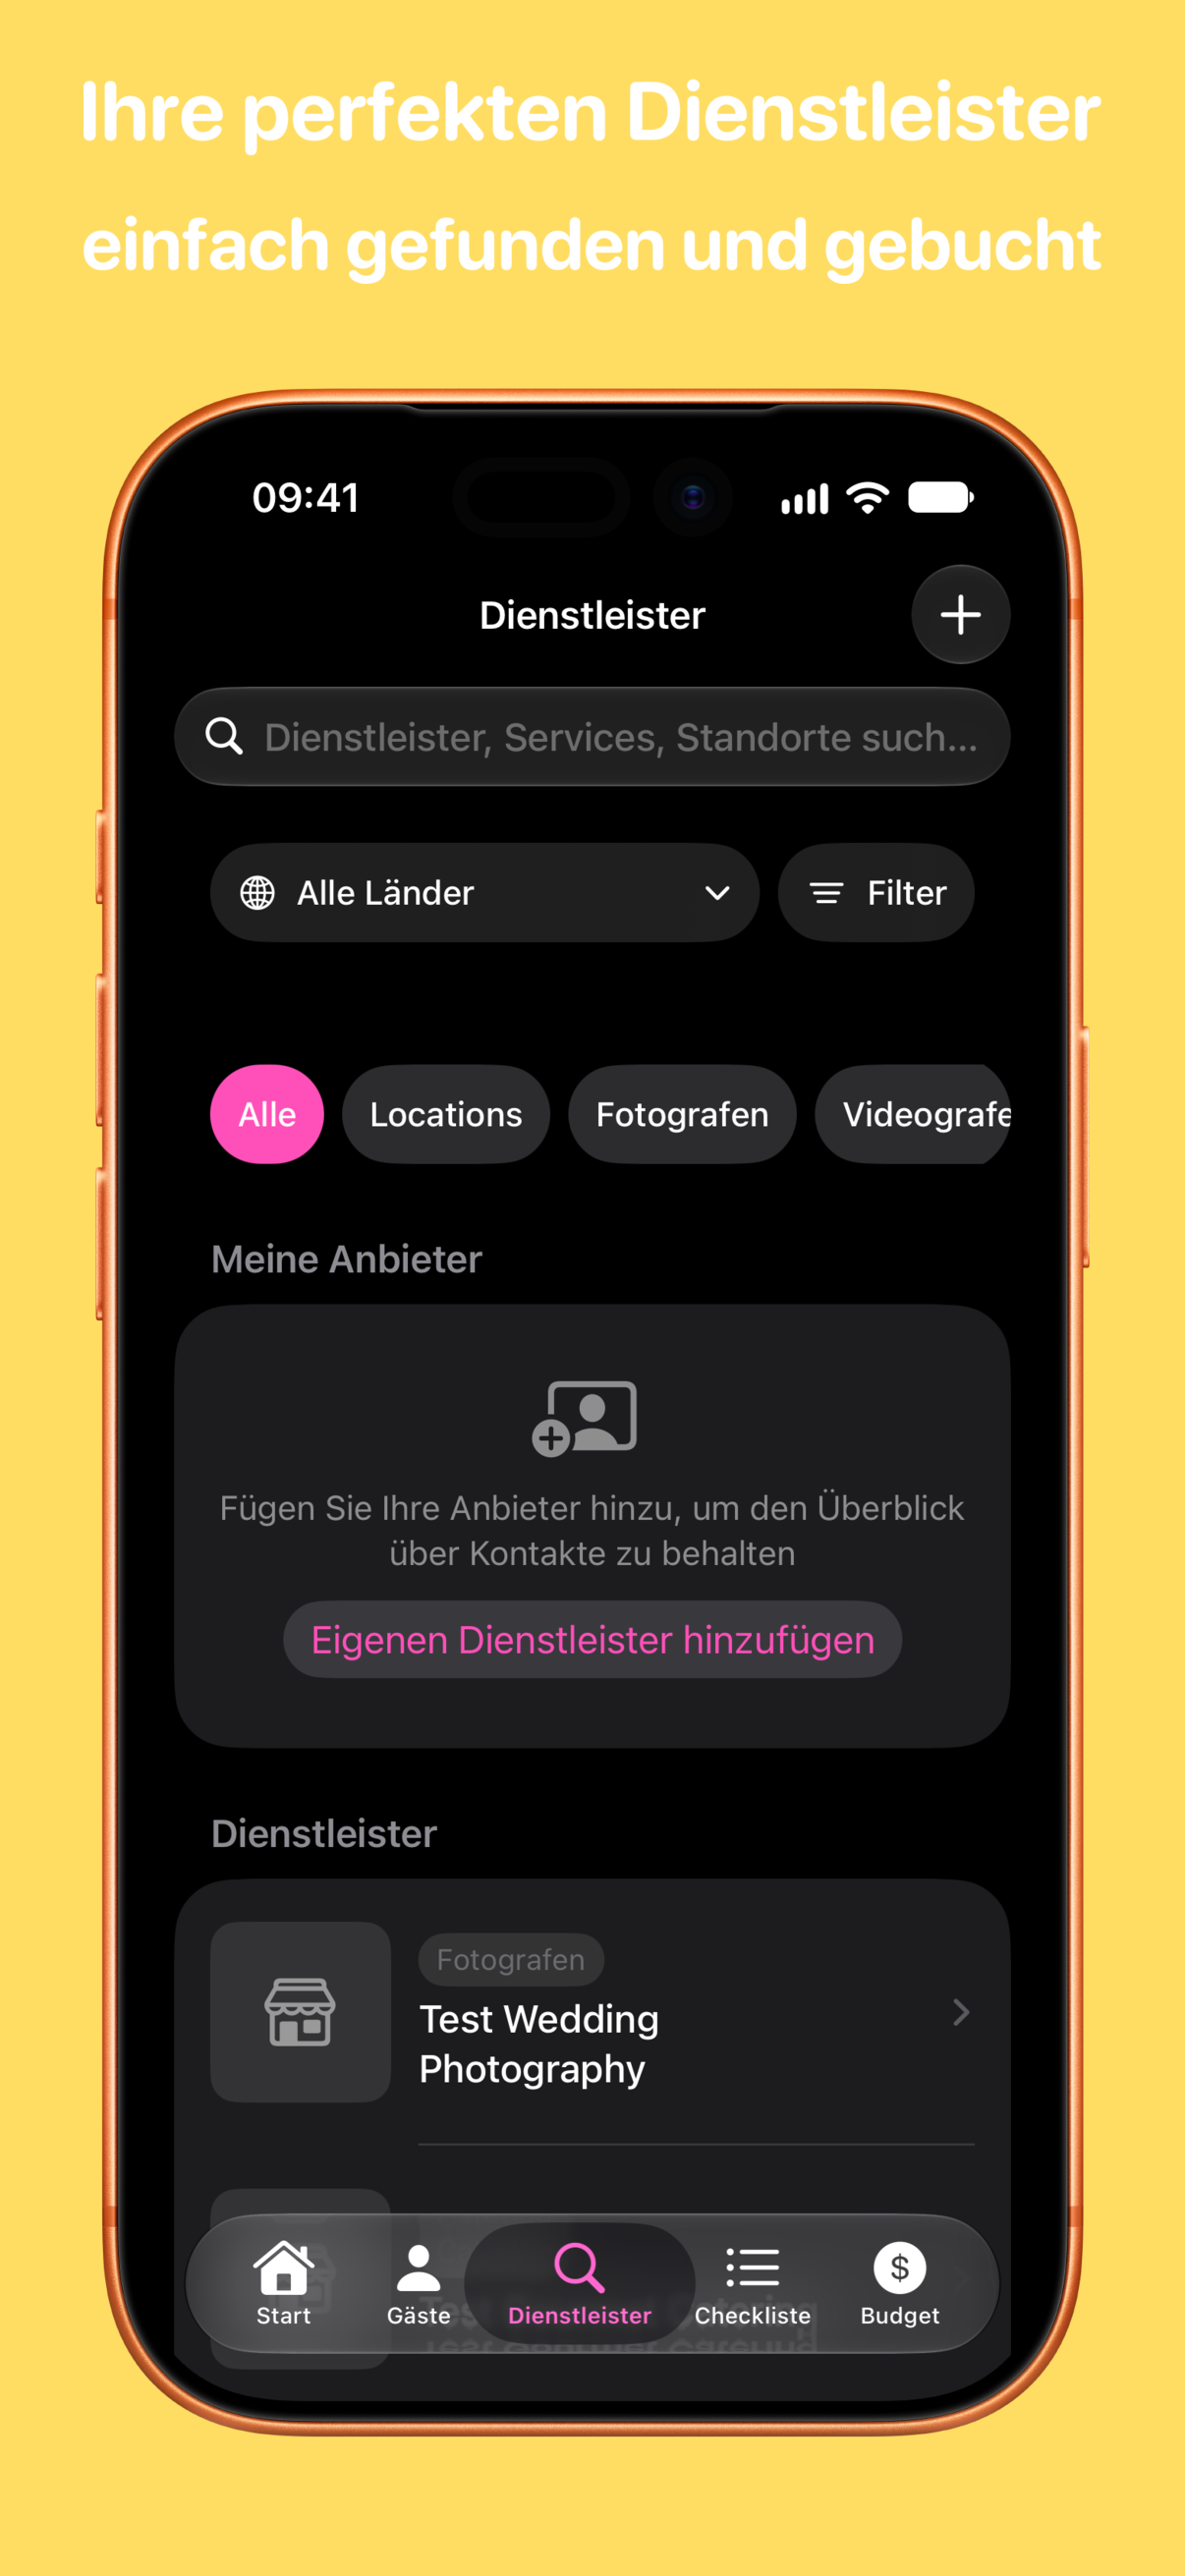 Ihre perfekten Dienstleister
einfach gefunden und gebucht
09:41
Dienstleister
Dienstleister, Services, Standorte such...
Alle Länder
Filter
Alle
Locations
Fotografen
Videografe
Meine Anbieter
Fügen Sie Ihre Anbieter hinzu, um den Überblick
über Kontakte zu behalten
Eigenen Dienstleister hinzufügen
Dienstleister
Fotografen
Test Wedding
Photography
Start
Gäste
Dienstleister
Checkliste
Budget